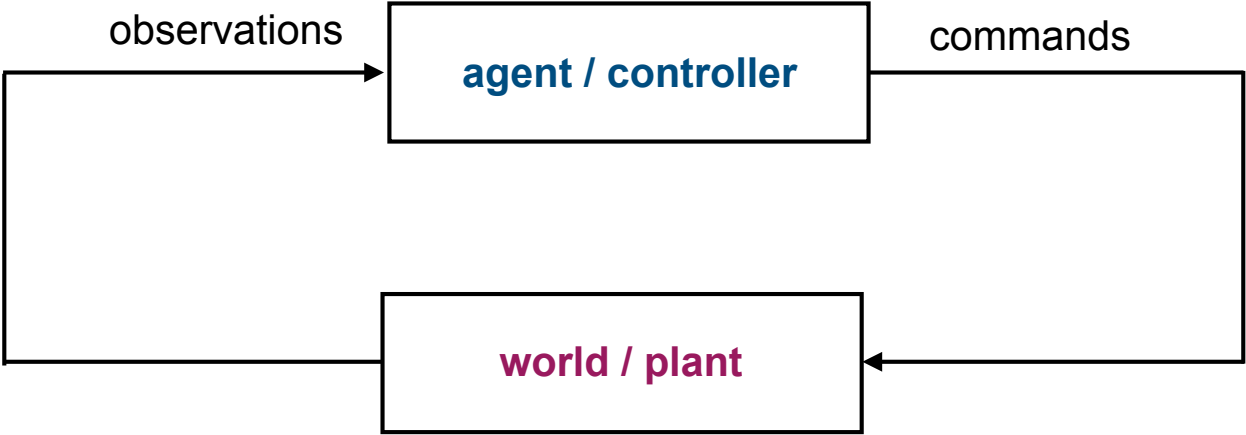 observations
agent / controller
commands
world / plant